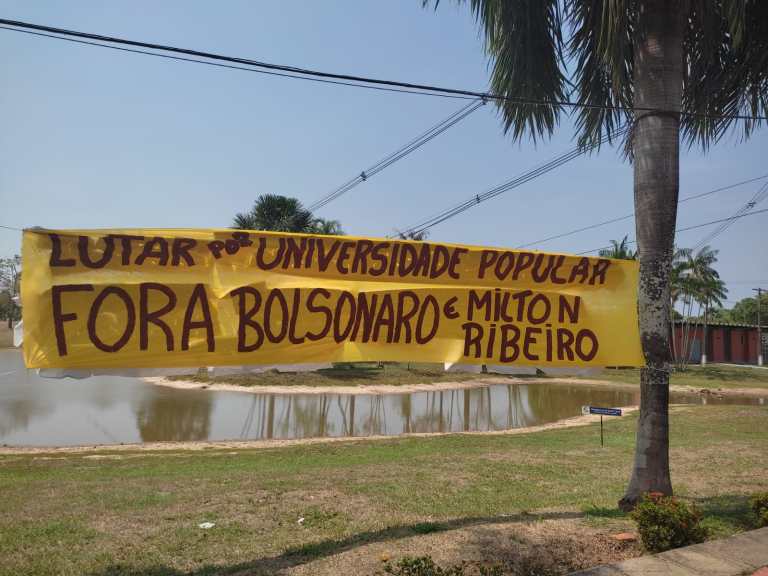 LUTAR POR UNIVERSIDADE POPULAR
FORA BOLSONARO E MILTON
RIBEIRO